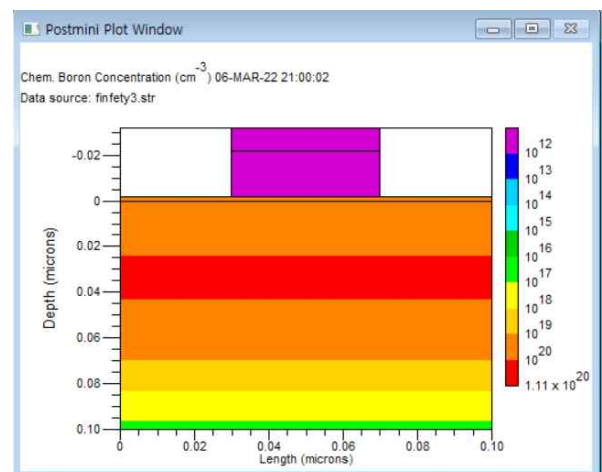 Postmini Plot Window
Chem. Boron Concentration (cm-3) 06-MAR-22 21:00:02
Data source: finfety3.str
Depth (microns)
-0.02
0
0.02
0.04
0.06
0.08
0.10
0 0.02 0.04 0.06 0.08 0.10
Length (microns)
10 12
10 13
10 14
10 15
10 16
10 17
10 18
10 19
10 20
1.11 x 10 20